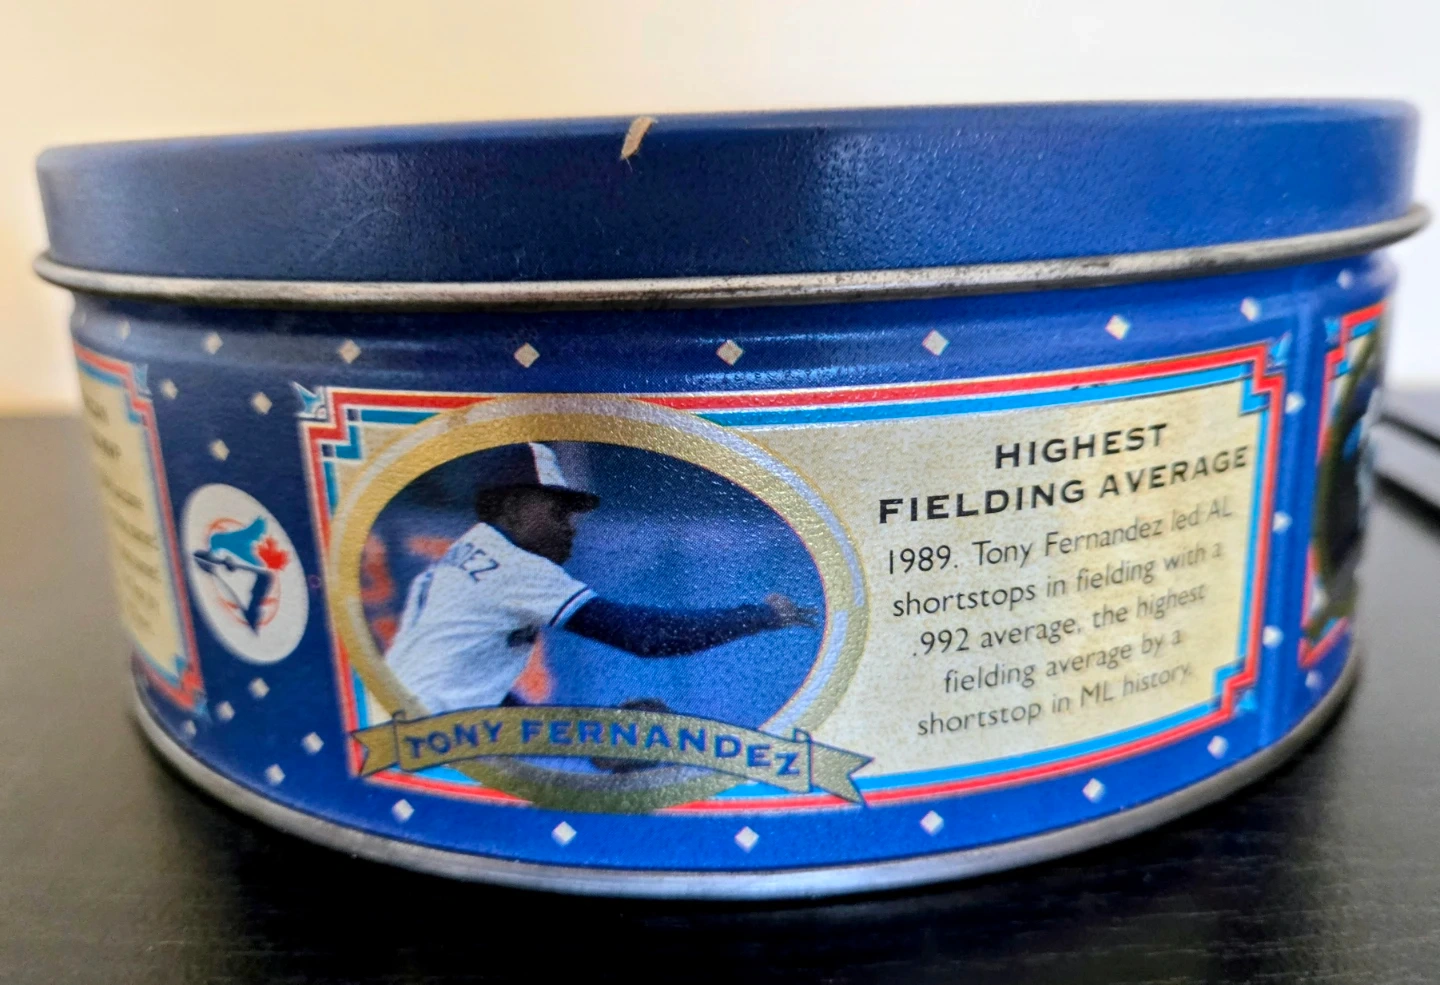 HIGHEST
FIELDING AVERAGE
1989. Tony Fernandez led AL
shortstops in fielding with a
.992 average, the highest
fielding average by a
shortstop in ML history.
TONY FERNANDEZ